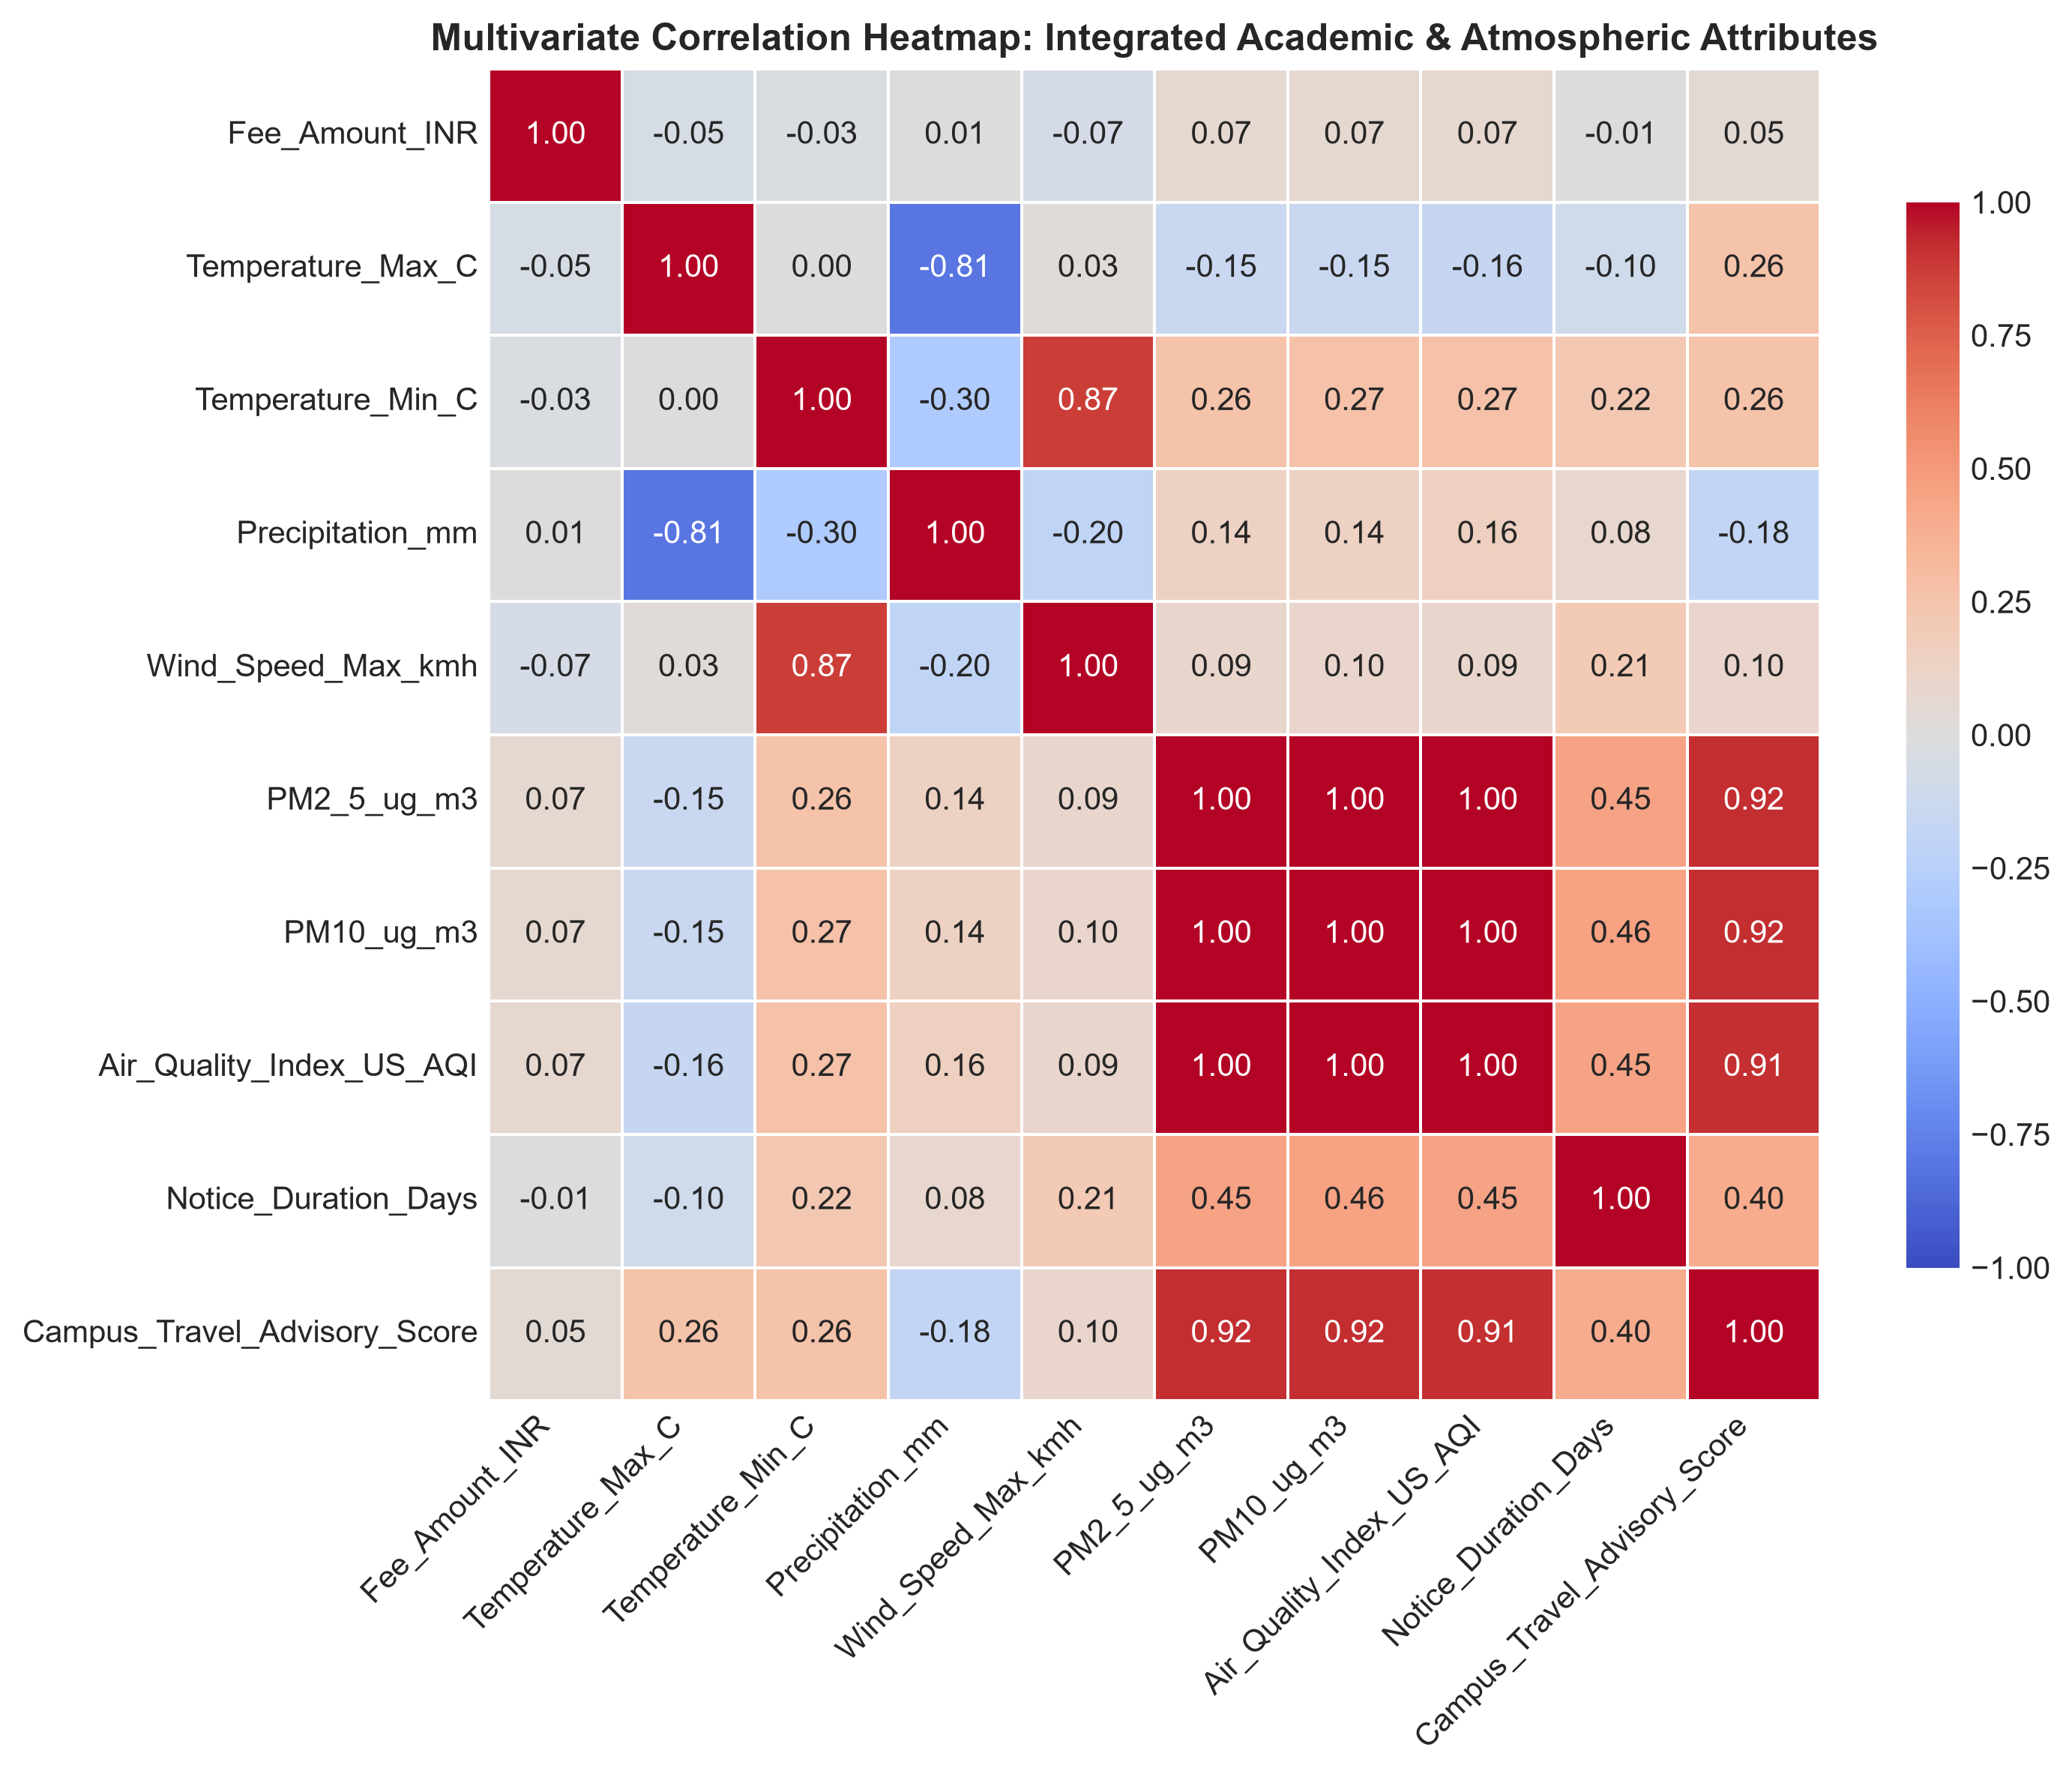 Multivariate Correlation Heatmap: Integrated Academic & Atmospheric Attributes
Fee_Amount_INR 1.00 -0.05 -0.03 0.01 -0.07 0.07 0.07 0.07 -0.01 0.05
Temperature_Max_C -0.05 1.00 0.00 -0.81 0.03 -0.15 -0.15 -0.16 -0.10 0.26
Temperature_Min_C -0.03 0.00 1.00 -0.30 0.87 0.26 0.27 0.27 0.22 0.26
Precipitation_mm 0.01 -0.81 -0.30 1.00 -0.20 0.14 0.14 0.16 0.08 -0.18
Wind_Speed_Max_kmh -0.07 0.03 0.87 -0.20 1.00 0.09 0.10 0.09 0.21 0.10
PM2_5_ug_m3 0.07 -0.15 0.26 0.14 0.09 1.00 1.00 1.00 0.45 0.92
PM10_ug_m3 0.07 -0.15 0.27 0.14 0.10 1.00 1.00 1.00 0.46 0.92
Air_Quality_Index_US_AQI 0.07 -0.16 0.27 0.16 0.09 1.00 1.00 1.00 0.45 0.91
Notice_Duration_Days -0.01 -0.10 0.22 0.08 0.21 0.45 0.46 0.45 1.00 0.40
Campus_Travel_Advisory_Score 0.05 0.26 0.26 -0.18 0.10 0.92 0.92 0.91 0.40 1.00
Fee_Amount_INR
Temperature_Max_C
Temperature_Min_C
Precipitation_mm
Wind_Speed_Max_kmh
PM2_5_ug_m3
PM10_ug_m3
Air_Quality_Index_US_AQI
Notice_Duration_Days
Campus_Travel_Advisory_Score
1.00
0.75
0.50
0.25
0.00
−0.25
−0.50
−0.75
−1.00